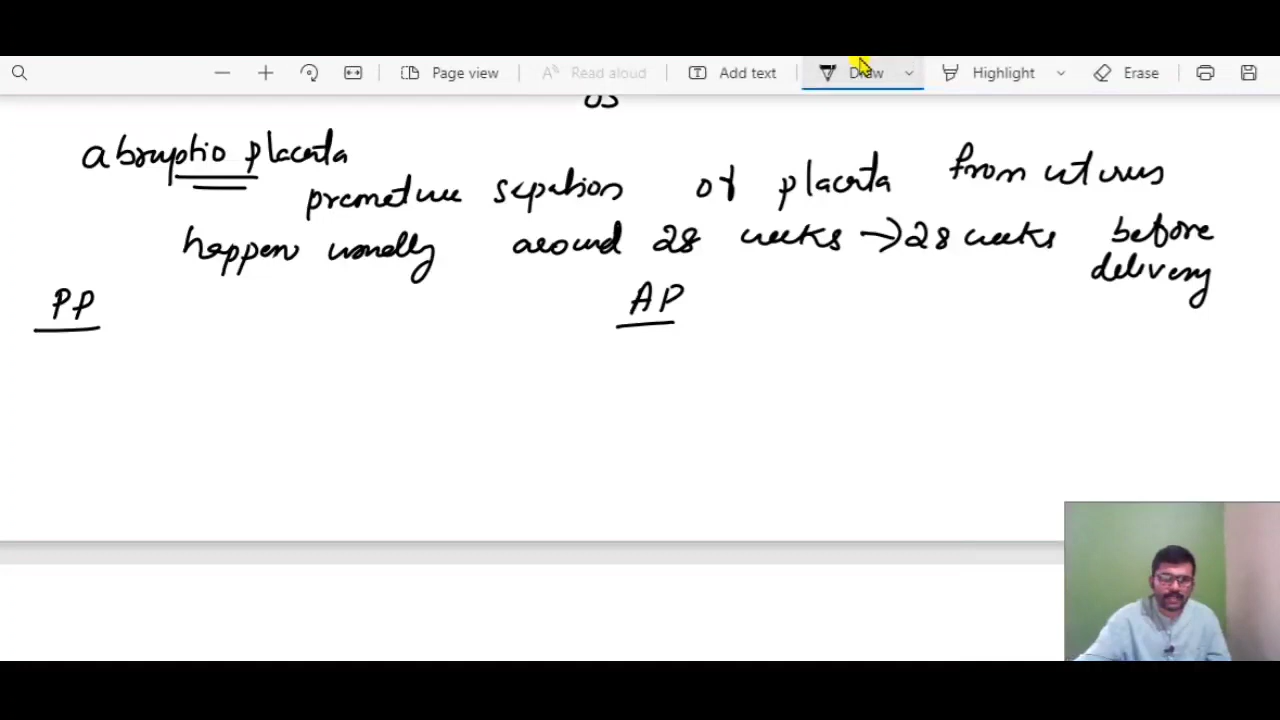 Page view
Read aloud
Add text
Draw
Highlight
Erase
os
abruptio placenta
premature sepation of placenta from uterus
happen usually around 28 weeks → 28 weeks before
delivery
PP
AP